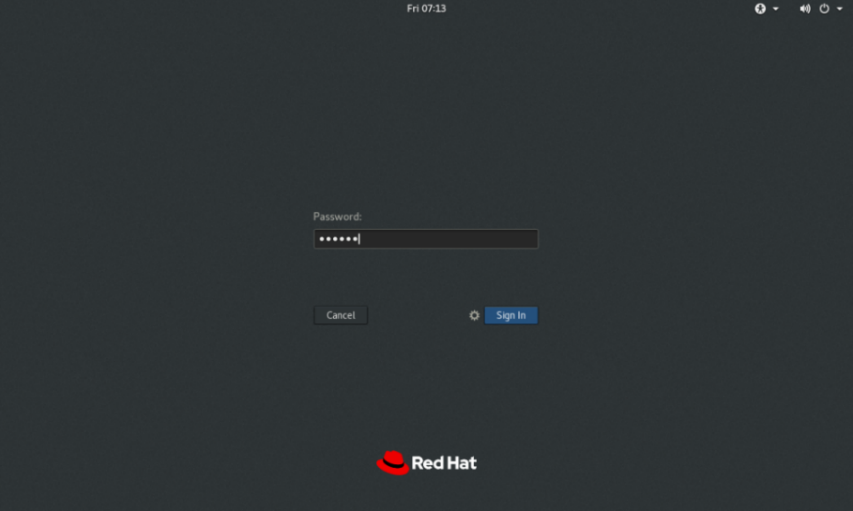 Fri 07:13
Password:
••••••
Cancel
Sign In
Red Hat